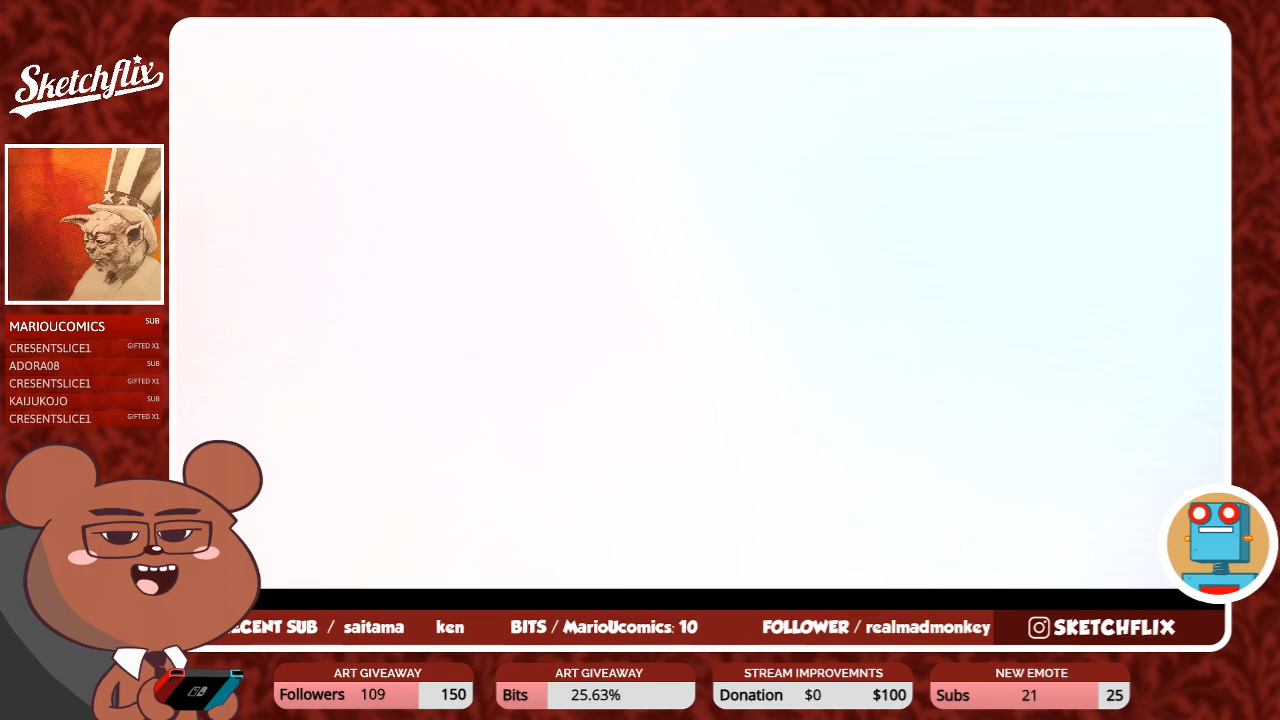 Sketchflix
MARIOUCOMICS SUB
CRESENTSLICE1 GIFTED X1
ADORA08 SUB
CRESENTSLICE1 GIFTED X1
KAIJUKOJO SUB
CRESENTSLICE1 GIFTED X1
ECENT SUB / saitama ken BITS / MarioUcomics: 10 FOLLOWER / realmadmonkey SKETCHFLIX
ART GIVEAWAY ART GIVEAWAY STREAM IMPROVEMNTS NEW EMOTE
Followers 109 150 Bits 25.63% Donation $0 $100 Subs 21 25